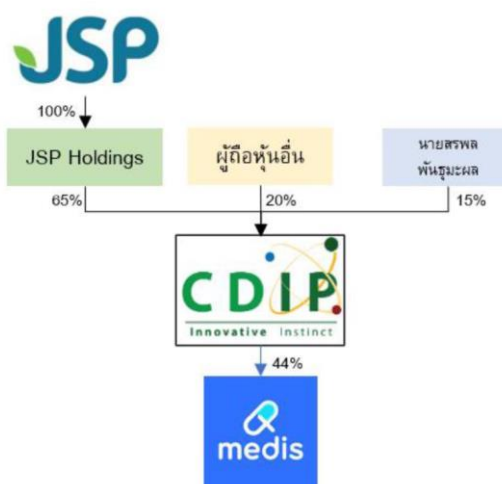 JSP
100%
JSP Holdings
ผู้ถือหุ้นอื่น
นายสรพล
พันธุมะผล
65%
20%
15%
CDIP
Innovative Instinct
44%
medis